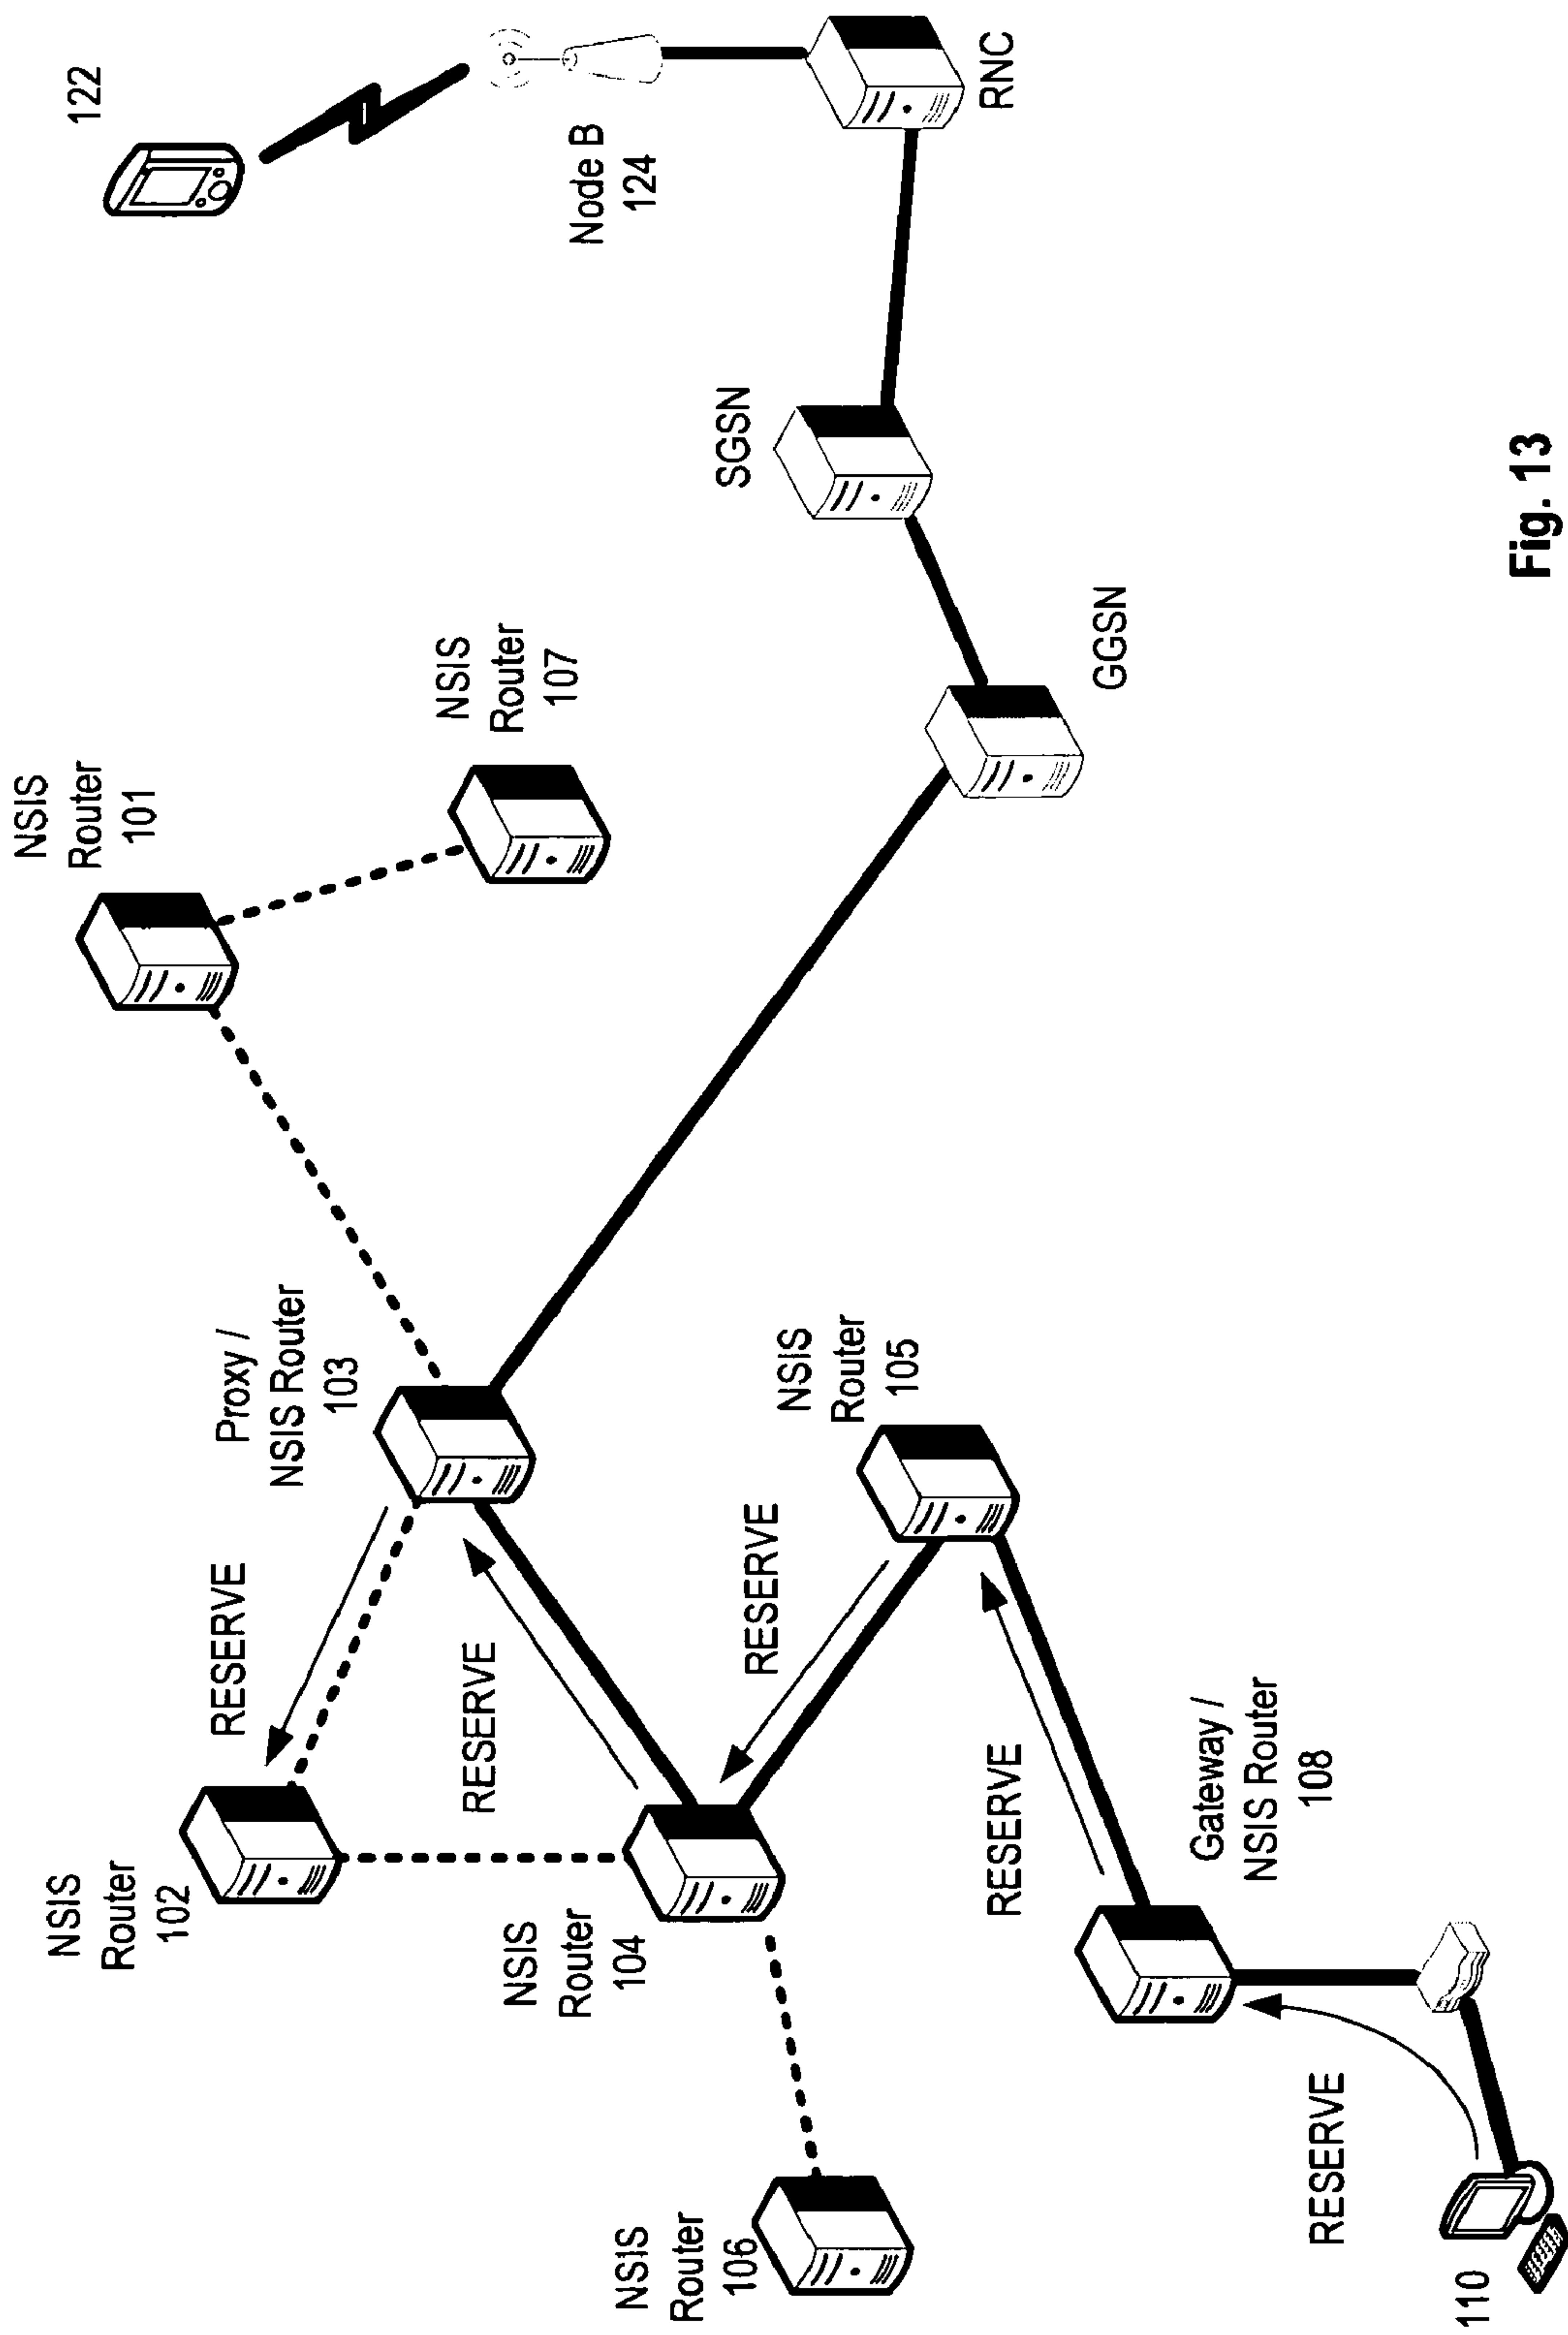 NSIS
Router
101
NSIS
Router
102
122
RESERVE
Proxy /
NSIS Router
103
NSIS
Router
107
RESERVE
NSIS
Router
104
Node B
124
NSIS
Router
106
SGSN
RESERVE
NSIS
Router
105
RNC
RESERVE
GGSN
Gateway /
NSIS Router
108
RESERVE
110
Fig. 13